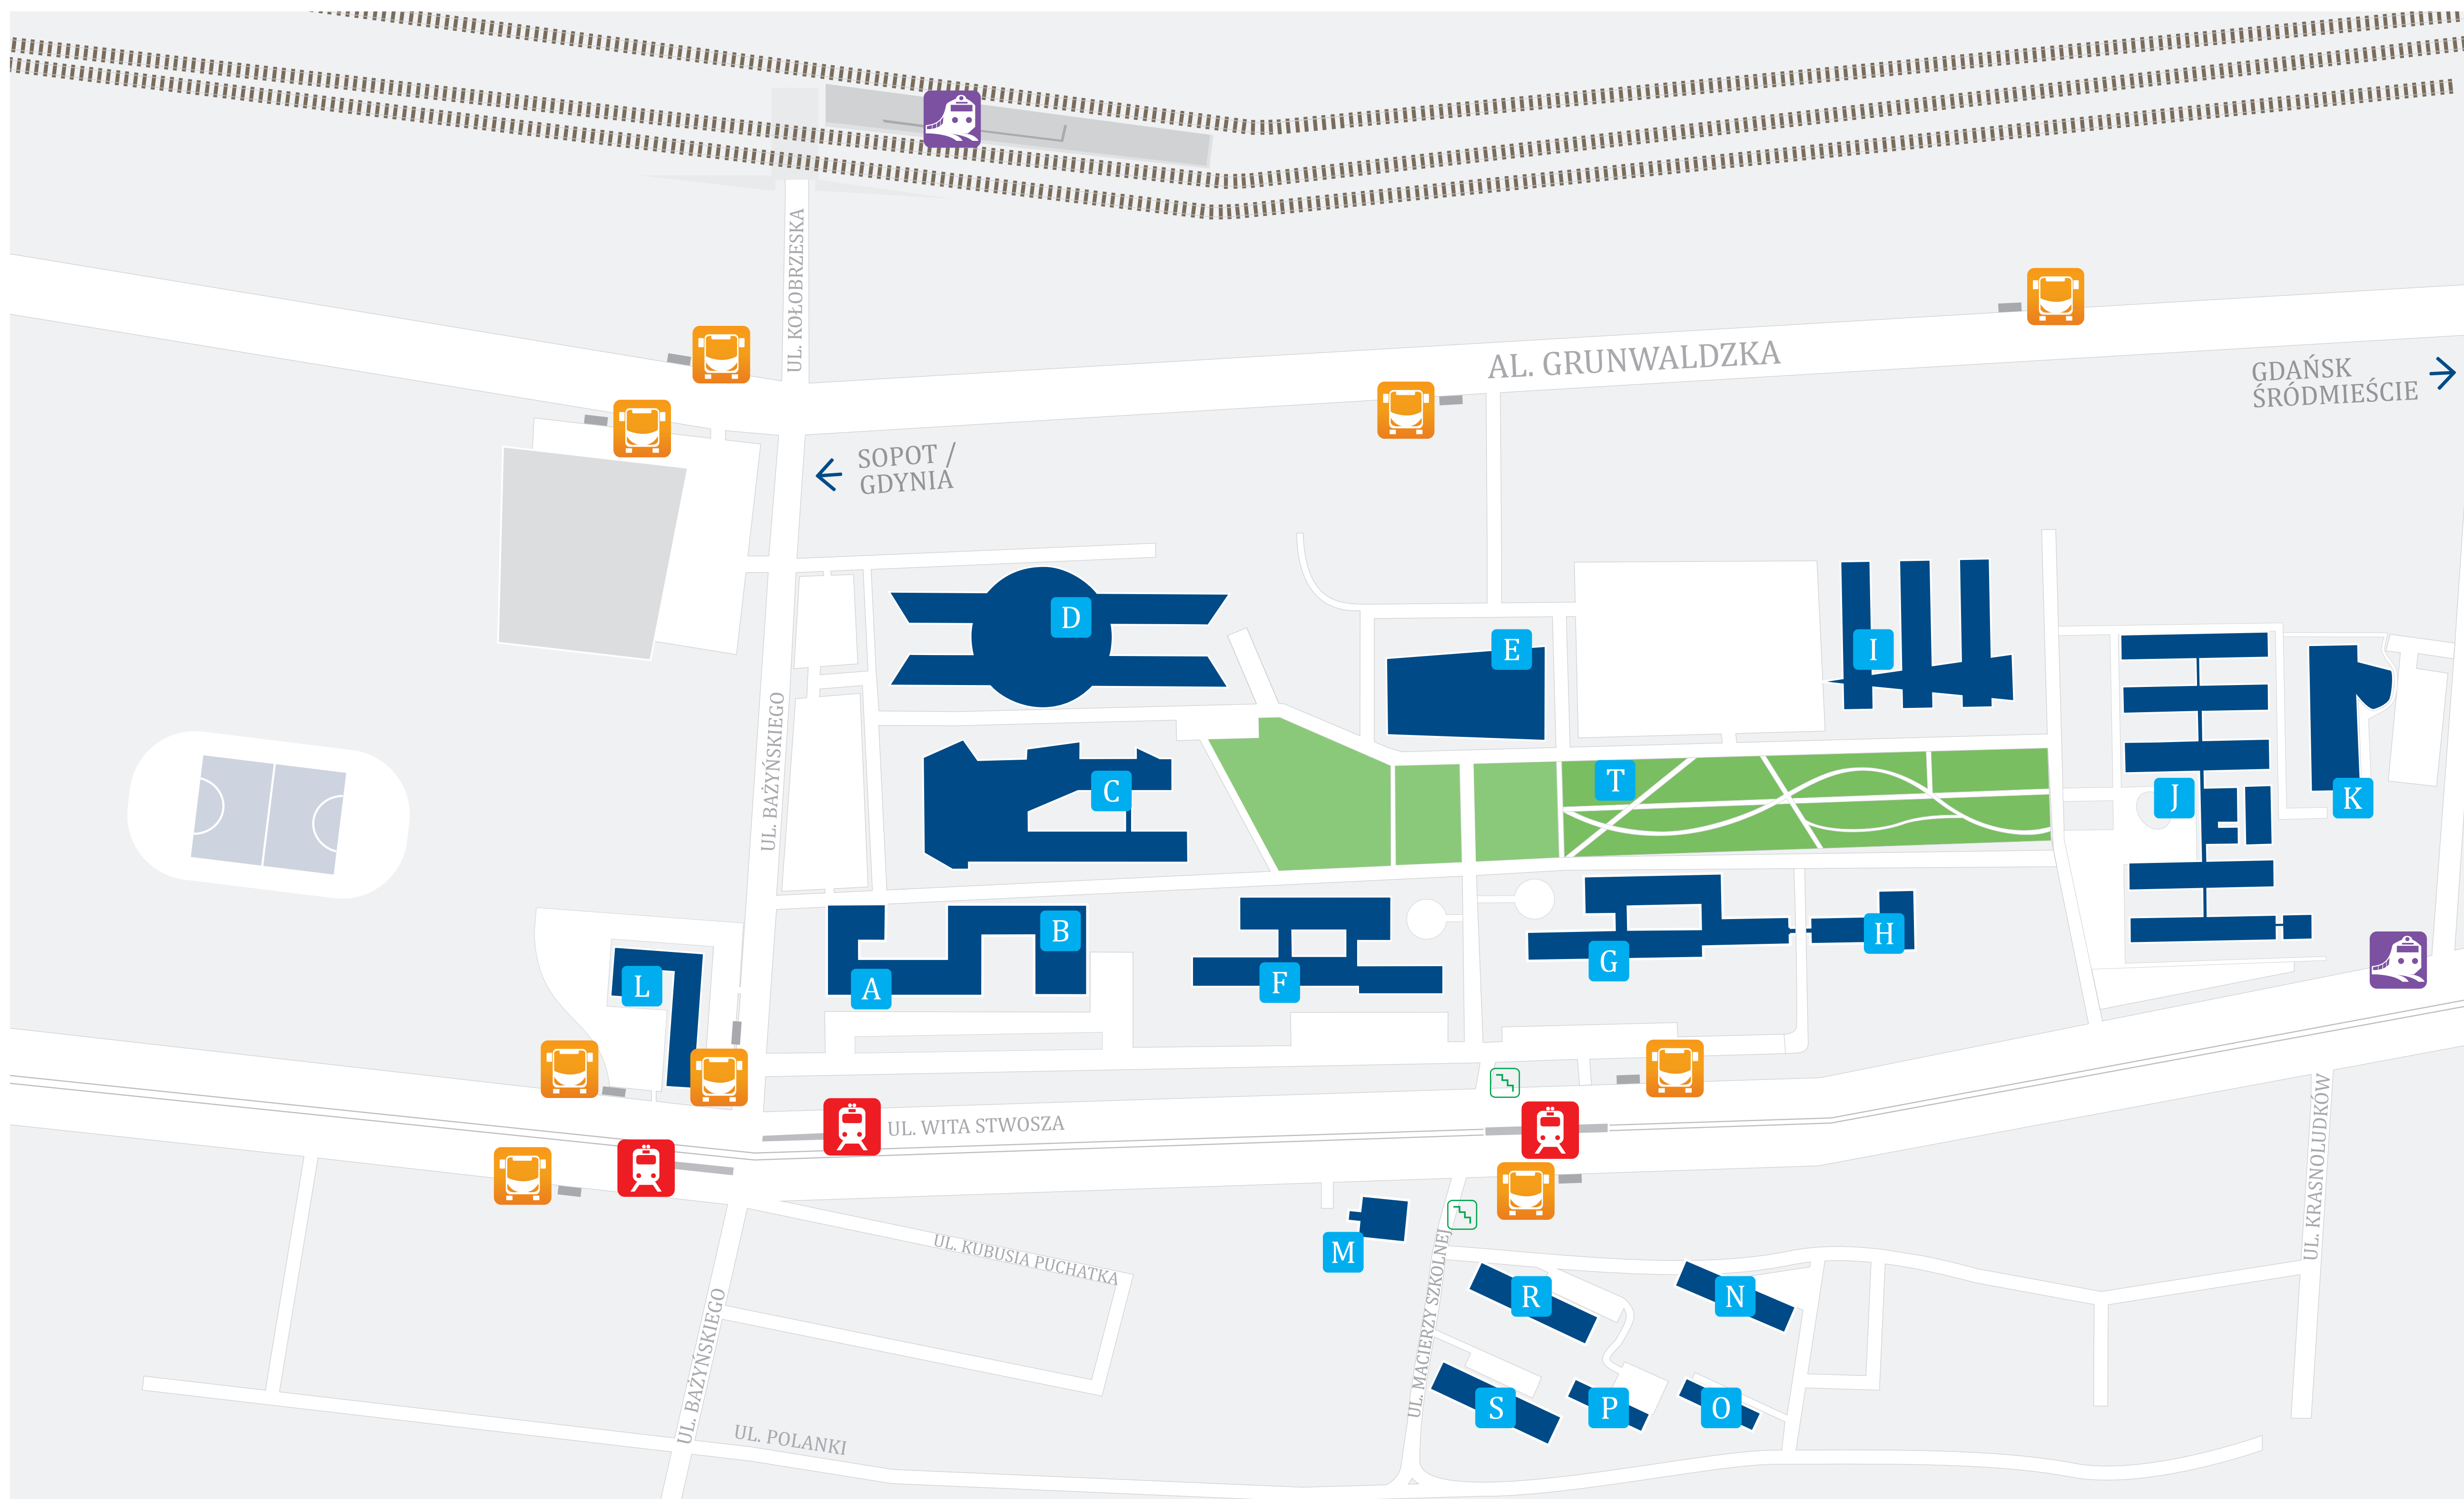 UL. KOŁOBRZESKA
AL. GRUNWALDZKA
GDAŃSK
ŚRÓDMIEŚCIE
SOPOT /
GDYNIA
D
E
I
UL. BAŻYŃSKIEGO
C
T
J
K
B
A
L
F
G
H
UL. WITA STWOSZA
UL. KRASNOLUDKÓW
UL. KUBUSIA PUCHATKA
M
UL. MACIERZY SZKOLNEJ
R
N
UL. BAŻYŃSKIEGO
S
P
O
UL. POLANKI